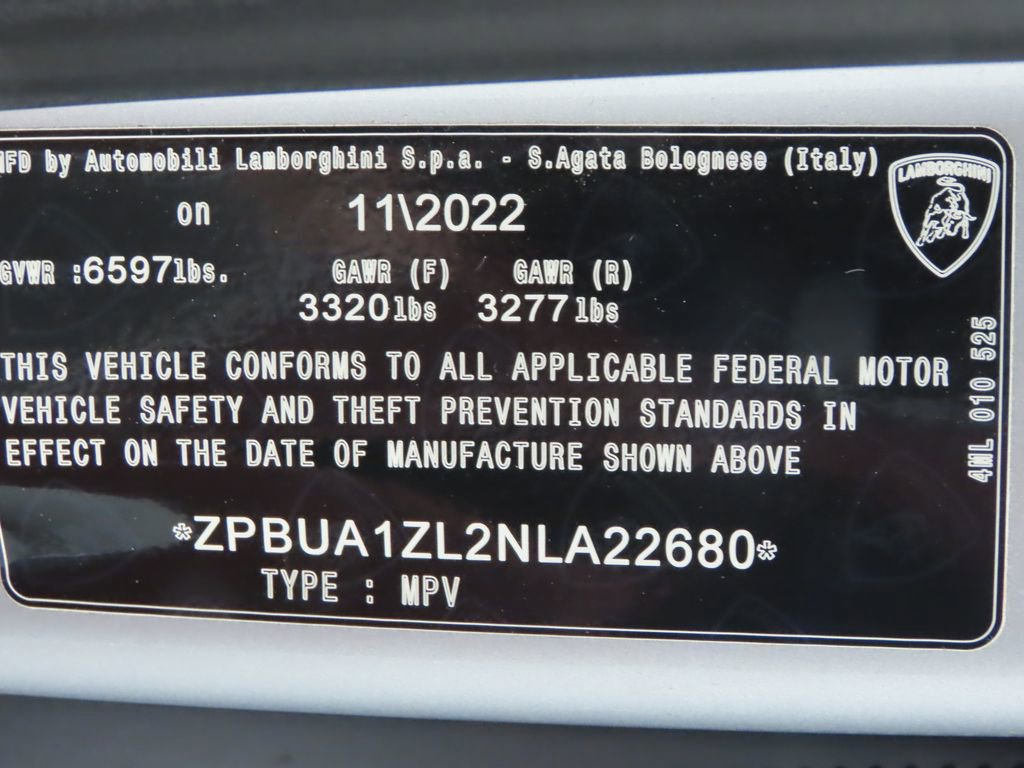 MFD by Automobili Lamborghini S.p.a. - S.Agata Bolognese (Italy)
on 11\2022
GVWR :6597lbs. GAWR (F) GAWR (R)
3320lbs 3277lbs
THIS VEHICLE CONFORMS TO ALL APPLICABLE FEDERAL MOTOR
VEHICLE SAFETY AND THEFT PREVENTION STANDARDS IN
EFFECT ON THE DATE OF MANUFACTURE SHOWN ABOVE
*ZPBUA1ZL2NLA22680*
TYPE : MPV
LAMBORGHINI
4ML 010 525